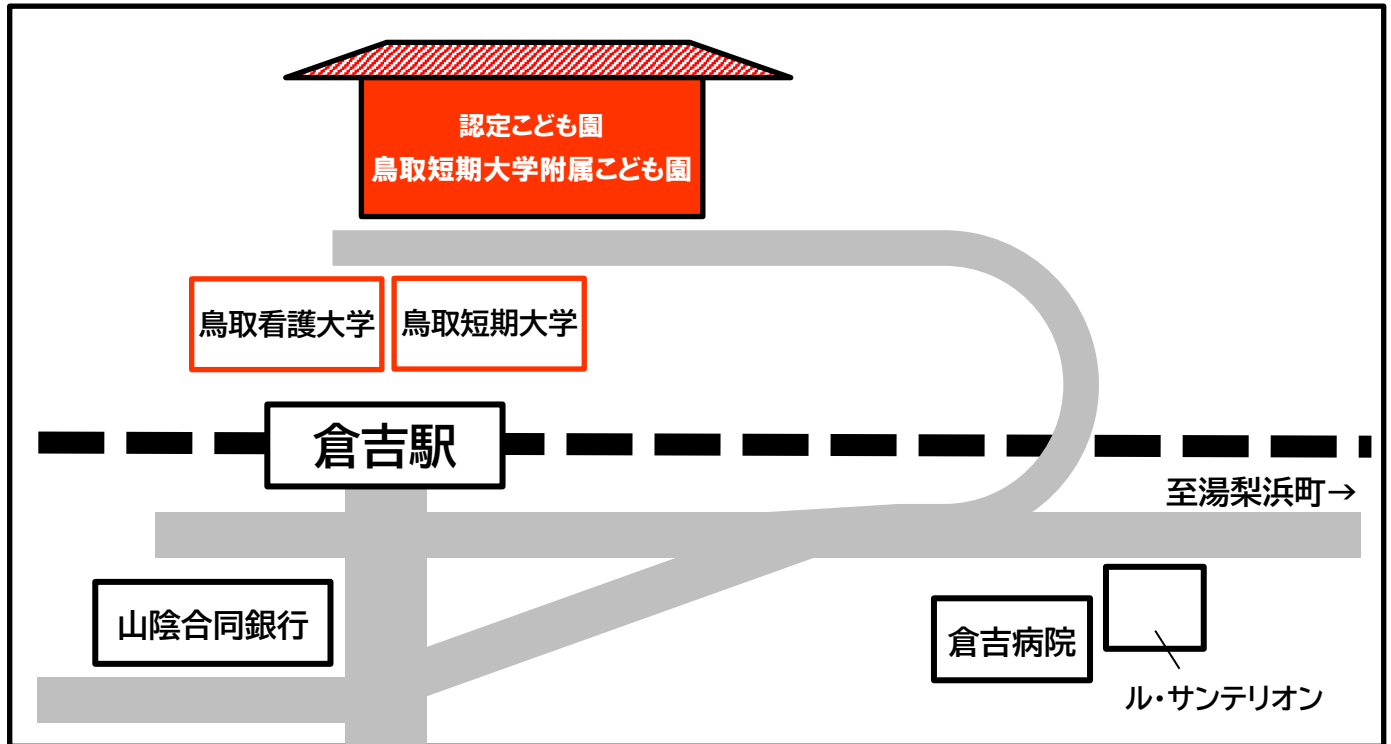 認定こども園
鳥取短期大学附属こども園
鳥取看護大学
鳥取短期大学
倉吉駅
至湯梨浜町→
山陰合同銀行
倉吉病院
ル・サンテリオン